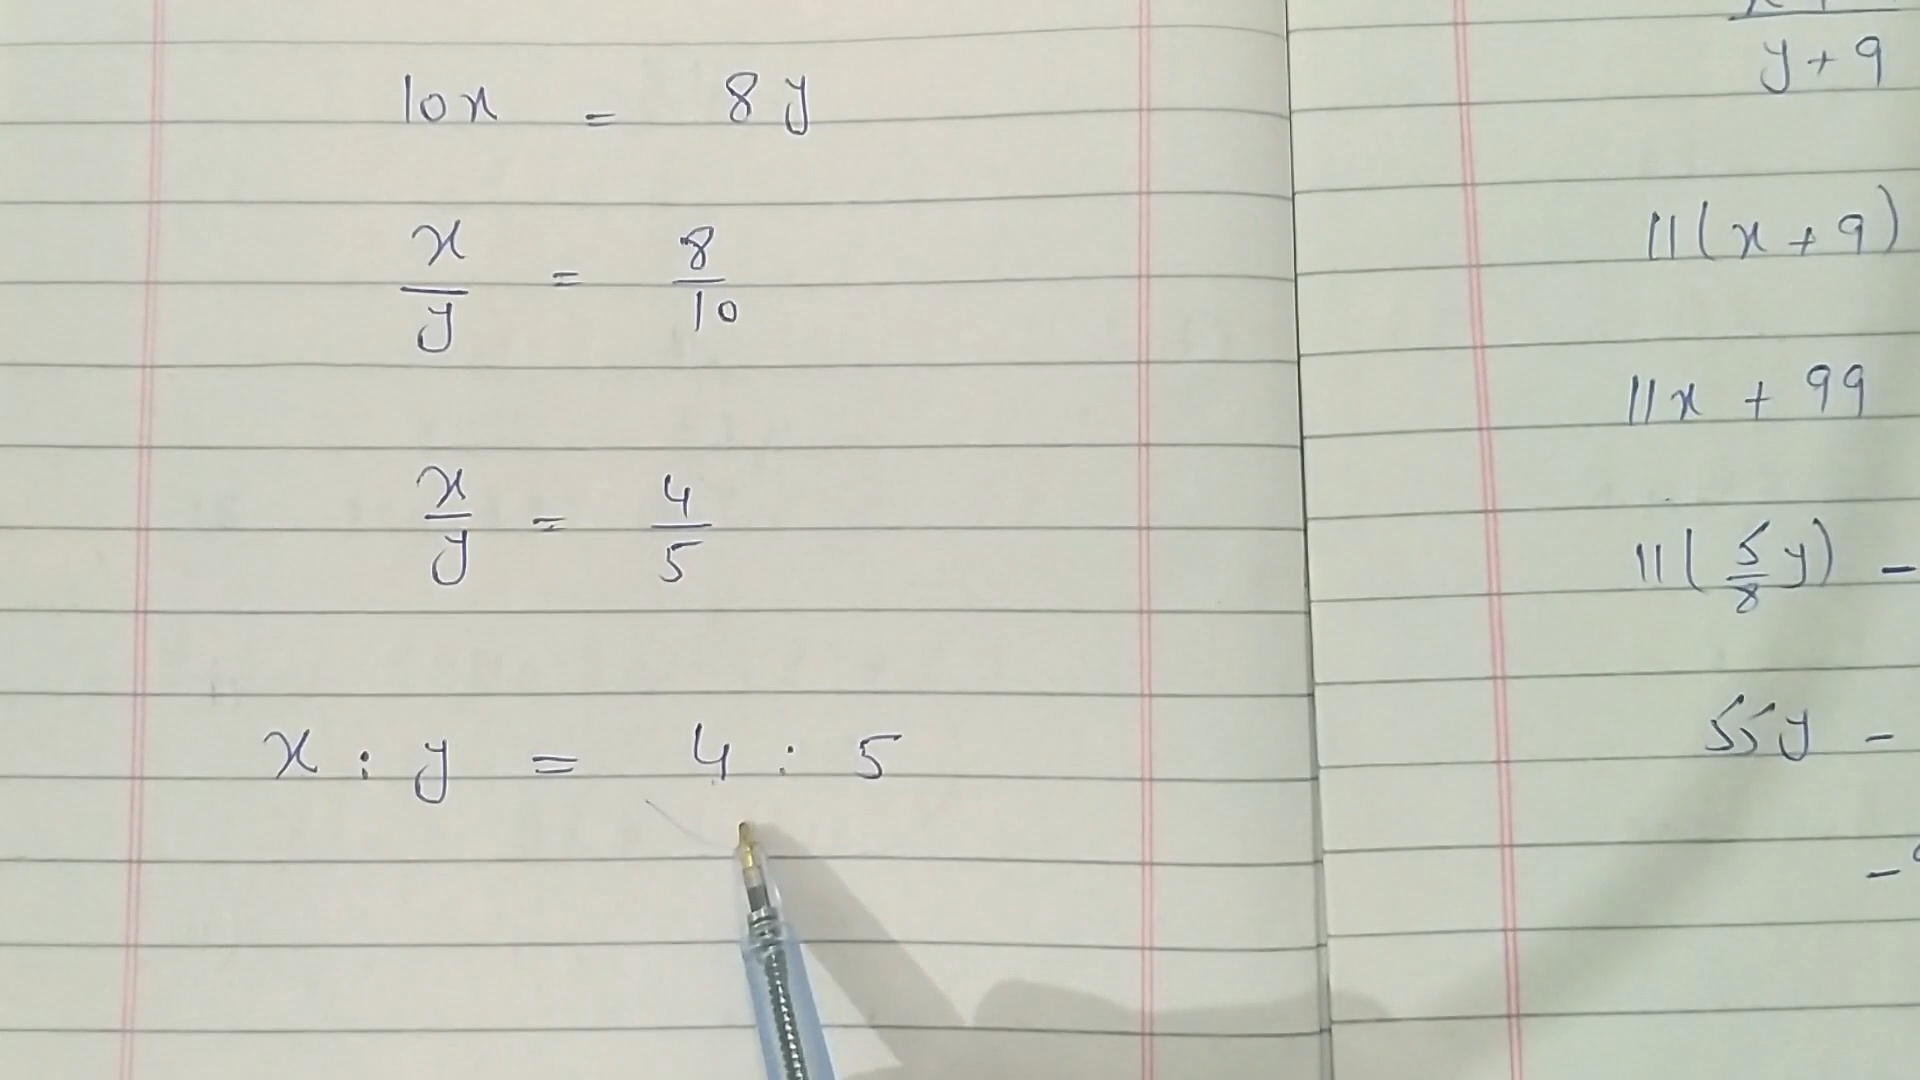 10x = 8y
x/y = 8/10
x/y = 4/5
x : y = 4 : 5
y + 9
11(x + 9)
11x + 99
11(5/8 y) -
55y -
-